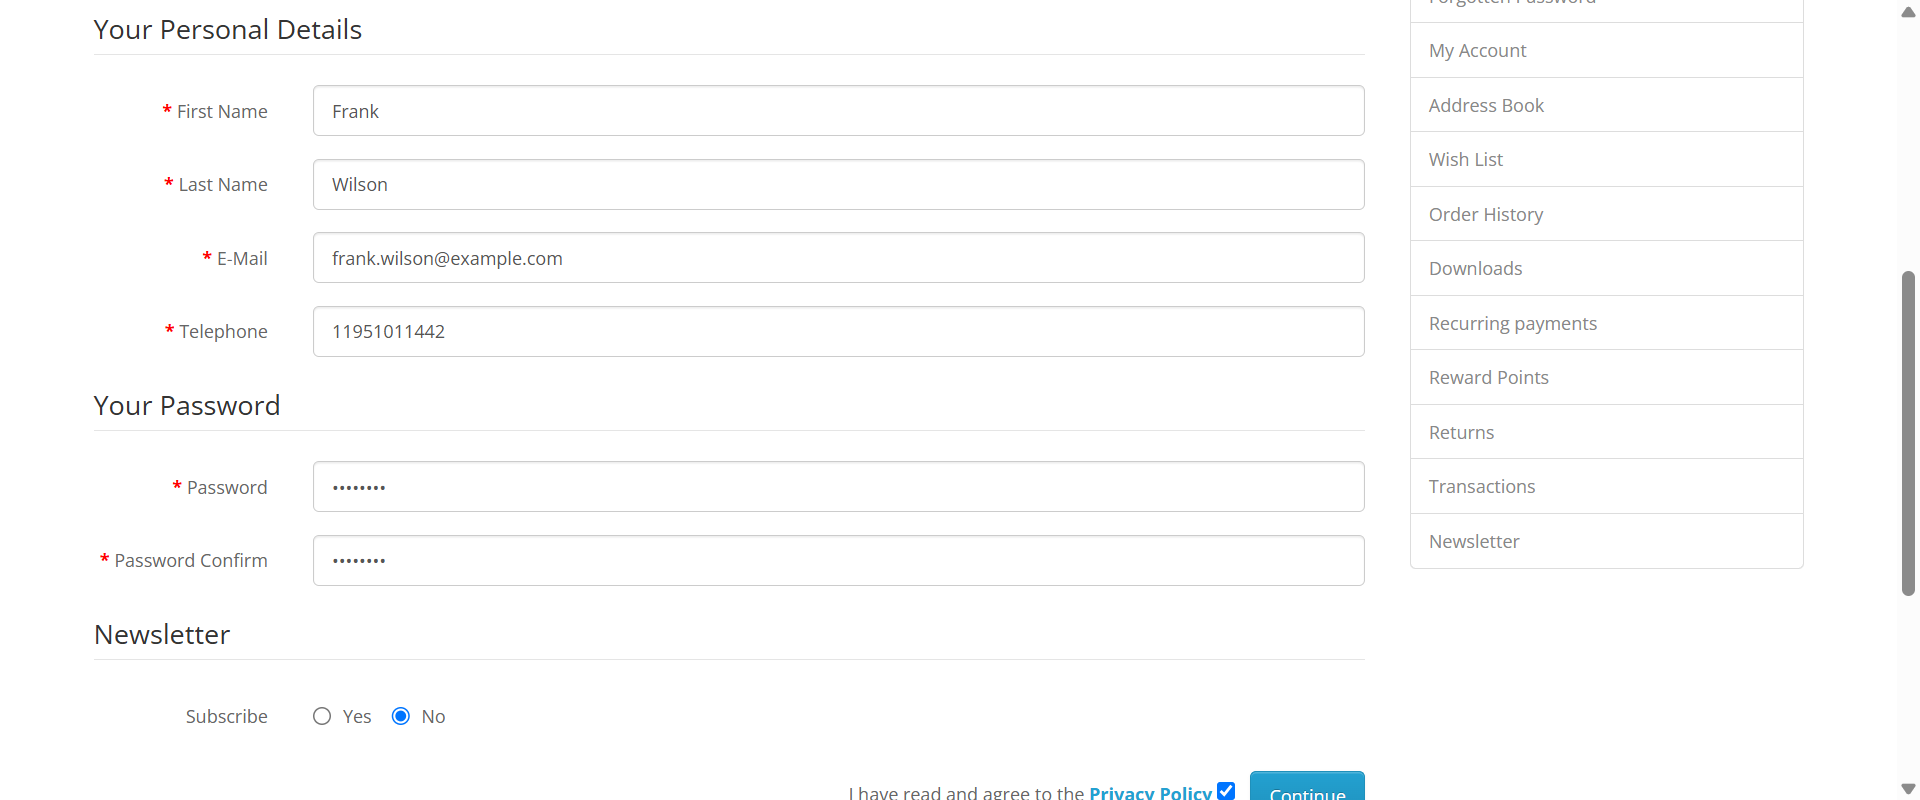 Your Personal Details
* First Name
Frank
* Last Name
Wilson
* E-Mail
frank.wilson@example.com
* Telephone
11951011442
Your Password
* Password
••••••••
* Password Confirm
••••••••
Newsletter
Subscribe
Yes
No
I have read and agree to the Privacy Policy
Continue
Forgotten Password
My Account
Address Book
Wish List
Order History
Downloads
Recurring payments
Reward Points
Returns
Transactions
Newsletter